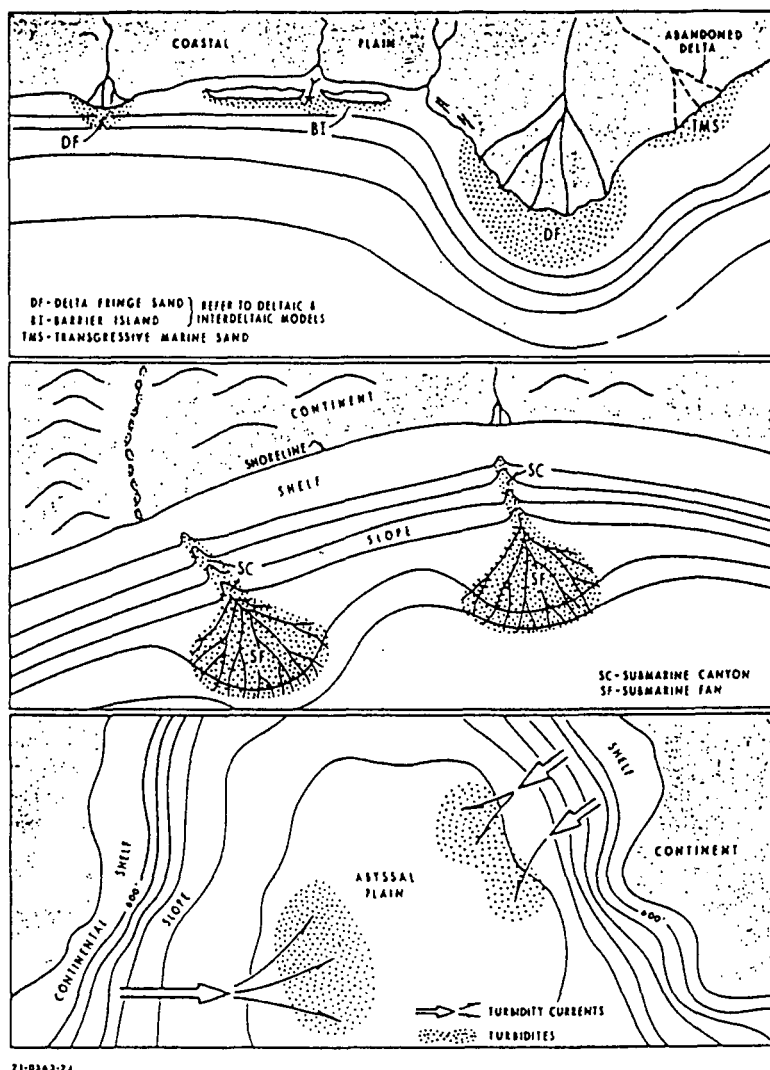 COASTAL PLAIN
ABANDONED
DELTA
DF
BI
TMS
DF
DF-DELTA FRINGE SAND } REFER TO DELTAIC &
BI-BARRIER ISLAND } INTERDELTAIC MODELS
TMS-TRANSGRESSIVE MARINE SAND
CONTINENT
SHORELINE
SHELF
SC
SLOPE
SC
SF
SF
SC-SUBMARINE CANYON
SF-SUBMARINE FAN
SHELF
CONTINENT
ABYSSAL
PLAIN
CONTINENTAL SHELF
600'
SLOPE
600'
TURBIDITY CURRENTS
TURBIDITES